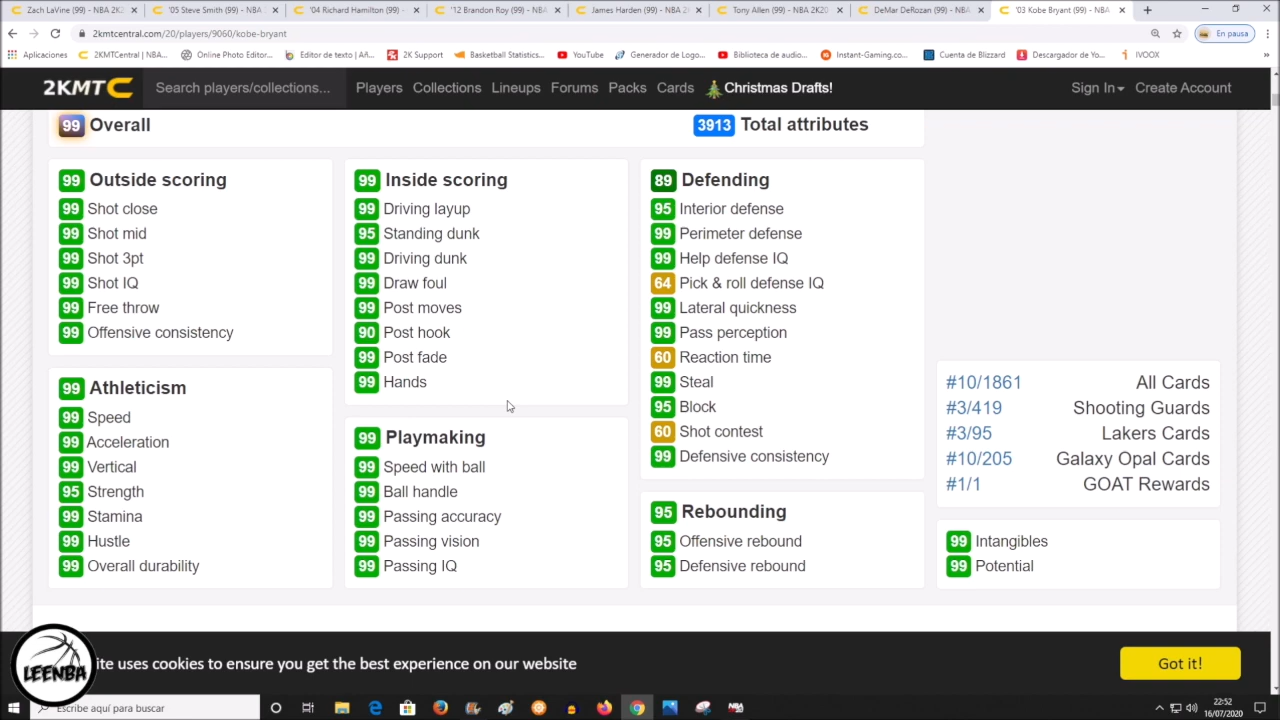 Zach LaVine (99) - NBA 2K2
'05 Steve Smith (99) - NBA
'04 Richard Hamilton (99) -
'12 Brandon Roy (99) - NBA
James Harden (99) - NBA 2
Tony Allen (99) - NBA 2K20
DeMar DeRozan (99) - NBA
'03 Kobe Bryant (99) - NBA
2kmtcentral.com/20/players/9060/kobe-bryant
En pausa
Aplicaciones
2KMTCentral | NBA...
Online Photo Editor...
Editor de texto | Añ...
2K Support
Basketball Statistics...
YouTube
Generador de Logo...
Biblioteca de audio...
Instant-Gaming.co...
Cuenta de Blizzard
Descargador de Yo...
IVOOX
2KMTC
Search players/collections...
Players
Collections
Lineups
Forums
Packs
Cards
Christmas Drafts!
Sign In
Create Account
99 Overall
3913 Total attributes
99 Outside scoring
99 Shot close
99 Shot mid
99 Shot 3pt
99 Shot IQ
99 Free throw
99 Offensive consistency
99 Athleticism
99 Speed
99 Acceleration
99 Vertical
95 Strength
99 Stamina
99 Hustle
99 Overall durability
99 Inside scoring
99 Driving layup
95 Standing dunk
99 Driving dunk
99 Draw foul
99 Post moves
90 Post hook
99 Post fade
99 Hands
99 Playmaking
99 Speed with ball
99 Ball handle
99 Passing accuracy
99 Passing vision
99 Passing IQ
89 Defending
95 Interior defense
99 Perimeter defense
99 Help defense IQ
64 Pick & roll defense IQ
99 Lateral quickness
99 Pass perception
60 Reaction time
99 Steal
95 Block
60 Shot contest
99 Defensive consistency
95 Rebounding
95 Offensive rebound
95 Defensive rebound
#10/1861 All Cards
#3/419 Shooting Guards
#3/95 Lakers Cards
#10/205 Galaxy Opal Cards
#1/1 GOAT Rewards
99 Intangibles
99 Potential
ite uses cookies to ensure you get the best experience on our website
Got it!
LEENBA
Escribe aquí para buscar
22:52
16/07/2020